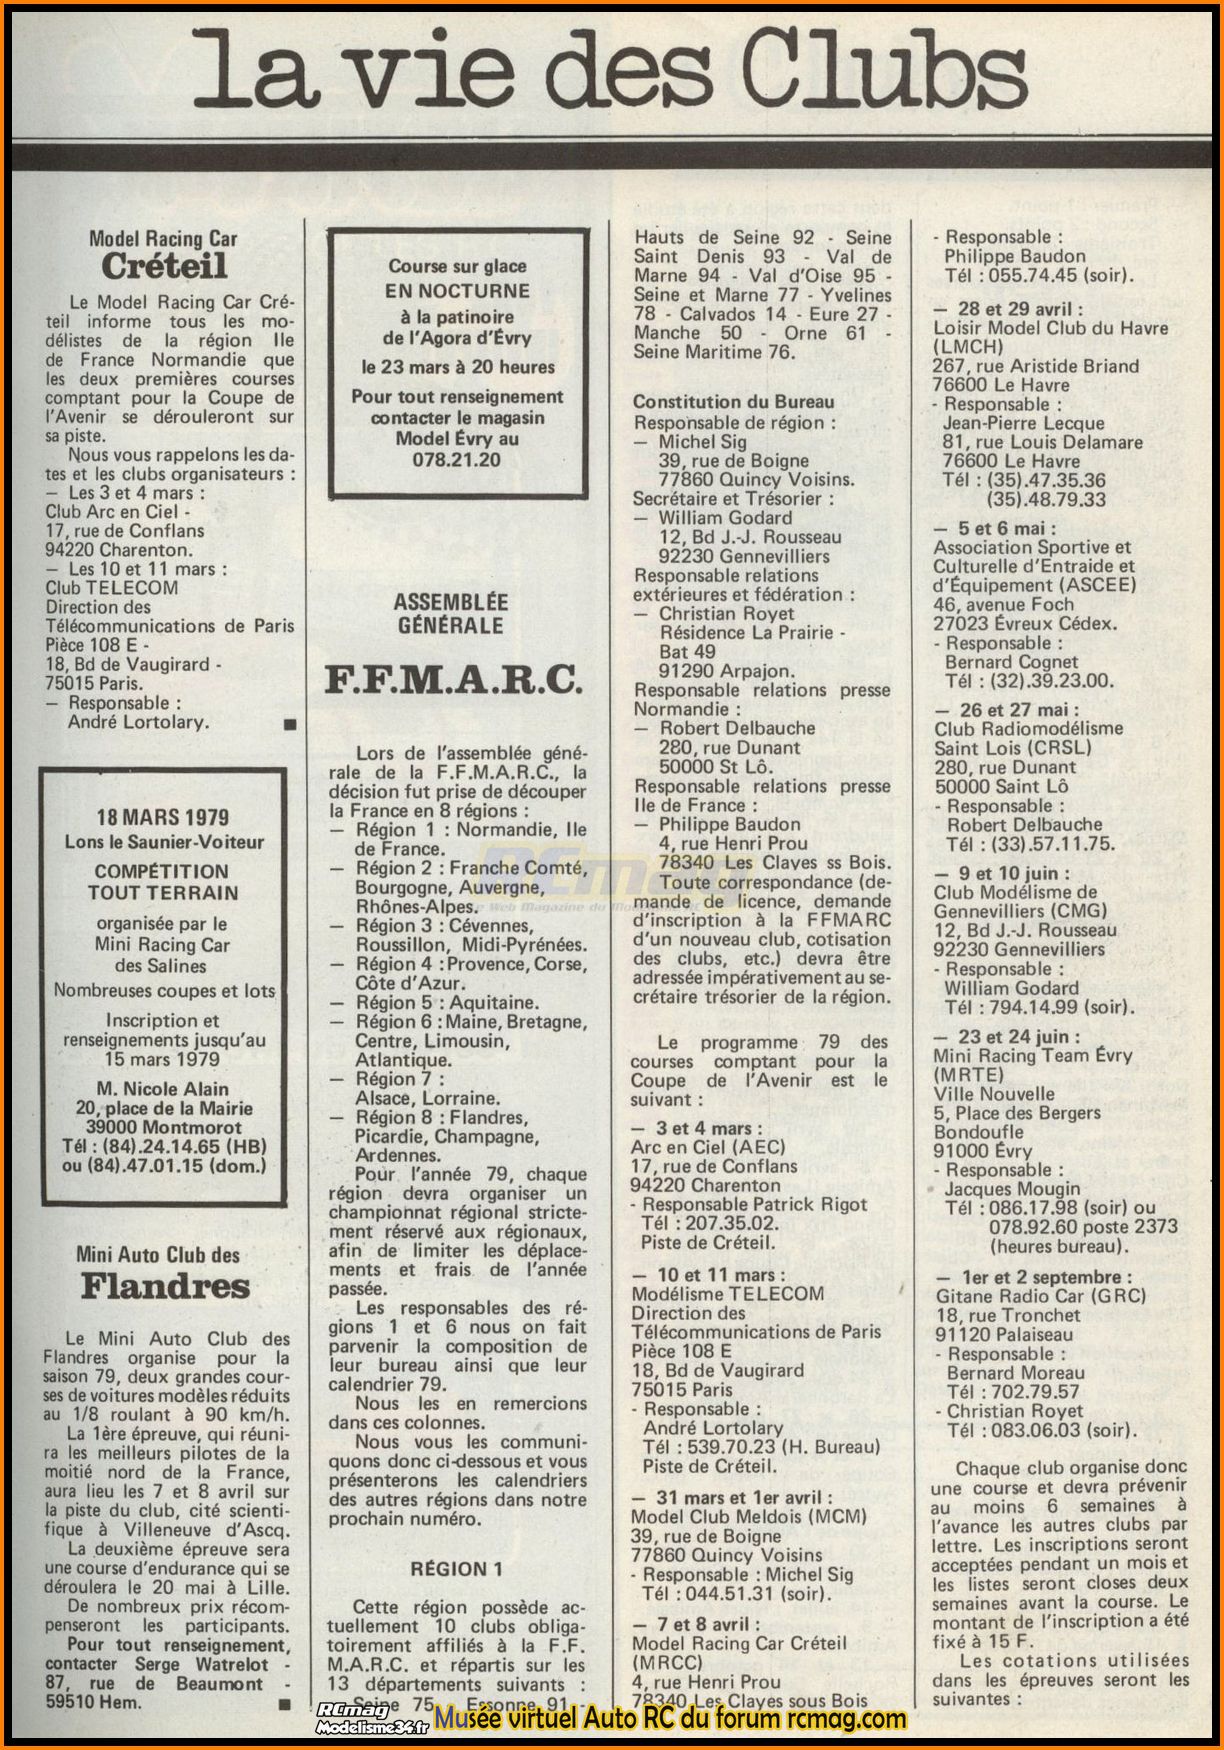 la vie des Clubs
Model Racing Car
Créteil
Le Model Racing Car Cré-
teil informe tous les mo-
délistes de la région Ile
de France Normandie que
les deux premières courses
comptant pour la Coupe de
l'Avenir se dérouleront sur
sa piste.
Nous vous rappelons les da-
tes et les clubs organisateurs :
— Les 3 et 4 mars :
Club Arc en Ciel -
17, rue de Conflans
94220 Charenton.
— Les 10 et 11 mars :
Club TELECOM
Direction des
Télécommunications de Paris
Pièce 108 E -
18, Bd de Vaugirard -
75015 Paris.
— Responsable :
André Lortolary.
18 MARS 1979
Lons le Saunier-Voiteur
COMPÉTITION
TOUT TERRAIN
organisée par le
Mini Racing Car
des Salines
Nombreuses coupes et lots
Inscription et
renseignements jusqu'au
15 mars 1979
M. Nicole Alain
20, place de la Mairie
39000 Montmorot
Tél : (84).24.14.65 (HB)
ou (84).47.01.15 (dom.)
Mini Auto Club des
Flandres
Le Mini Auto Club des
Flandres organise pour la
saison 79, deux grandes cour-
ses de voitures modèles réduits
au 1/8 roulant à 90 km/h.
La 1ère épreuve, qui réuni-
ra les meilleurs pilotes de la
moitié nord de la France,
aura lieu les 7 et 8 avril sur
la piste du club, cité scienti-
fique à Villeneuve d'Ascq.
La deuxième épreuve sera
une course d'endurance qui se
déroulera le 20 mai à Lille.
De nombreux prix récom-
penseront les participants.
Pour tout renseignement,
contacter Serge Watrelot -
87, rue de Beaumont -
59510 Hem.
Course sur glace
EN NOCTURNE
à la patinoire
de l'Agora d'Évry
le 23 mars à 20 heures
Pour tout renseignement
contacter le magasin
Model Évry au
078.21.20
ASSEMBLÉE
GÉNÉRALE
F.F.M.A.R.C.
Lors de l'assemblée géné-
rale de la F.F.M.A.R.C., la
décision fut prise de découper
la France en 8 régions :
— Région 1 : Normandie, Ile
de France.
— Région 2 : Franche Comté,
Bourgogne, Auvergne,
Rhônes-Alpes.
— Région 3 : Cévennes,
Roussillon, Midi-Pyrénées.
— Région 4 : Provence, Corse,
Côte d'Azur.
— Région 5 : Aquitaine.
— Région 6 : Maine, Bretagne,
Centre, Limousin,
Atlantique.
— Région 7 :
Alsace, Lorraine.
— Région 8 : Flandres,
Picardie, Champagne,
Ardennes.
Pour l'année 79, chaque
région devra organiser un
championnat régional stricte-
ment réservé aux régionaux,
afin de limiter les déplace-
ments et frais de l'année
passée.
Les responsables des ré-
gions 1 et 6 nous on fait
parvenir la composition de
leur bureau ainsi que leur
calendrier 79.
Nous les en remercions
dans ces colonnes.
Nous vous les communi-
quons donc ci-dessous et vous
présenterons les calendriers
des autres régions dans notre
prochain numéro.
RÉGION 1
Cette région possède ac-
tuellement 10 clubs obliga-
toirement affiliés à la F.F.
M.A.R.C. et répartis sur les
13 départements suivants :
Seine 75 - Essonne 91 -
Hauts de Seine 92 - Seine
Saint Denis 93 - Val de
Marne 94 - Val d'Oise 95 -
Seine et Marne 77 - Yvelines
78 - Calvados 14 - Eure 27 -
Manche 50 - Orne 61 -
Seine Maritime 76.
Constitution du Bureau
Responsable de région :
— Michel Sig
39, rue de Boigne
77860 Quincy Voisins.
Secrétaire et Trésorier :
— William Godard
12, Bd J.-J. Rousseau
92230 Gennevilliers
Responsable relations
extérieures et fédération :
— Christian Royet
Résidence La Prairie -
Bat 49
91290 Arpajon.
Responsable relations presse
Normandie :
— Robert Delbauche
280, rue Dunant
50000 St Lô.
Responsable relations presse
Ile de France :
— Philippe Baudon
4, rue Henri Prou
78340 Les Clayes ss Bois.
Toute correspondance (de-
mande de licence, demande
d'inscription à la FFMARC
d'un nouveau club, cotisation
des clubs, etc.) devra être
adressée impérativement au se-
crétaire trésorier de la région.
Le programme 79 des
courses comptant pour la
Coupe de l'Avenir est le
suivant :
— 3 et 4 mars :
Arc en Ciel (AEC)
17, rue de Conflans
94220 Charenton
- Responsable Patrick Rigot
Tél : 207.35.02.
Piste de Créteil.
— 10 et 11 mars :
Modélisme TELECOM
Direction des
Télécommunications de Paris
Pièce 108 E
18, Bd de Vaugirard
75015 Paris
- Responsable :
André Lortolary
Tél : 539.70.23 (H. Bureau)
Piste de Créteil.
— 31 mars et 1er avril :
Model Club Meldois (MCM)
39, rue de Boigne
77860 Quincy Voisins
- Responsable : Michel Sig
Tél : 044.51.31 (soir).
— 7 et 8 avril :
Model Racing Car Créteil
(MRCC)
4, rue Henri Prou
78340 Les Clayes sous Bois
- Responsable :
Philippe Baudon
Tél : 055.74.45 (soir).
— 28 et 29 avril :
Loisir Model Club du Havre
(LMCH)
267, rue Aristide Briand
76600 Le Havre
- Responsable :
Jean-Pierre Lecque
81, rue Louis Delamare
76600 Le Havre
Tél : (35).47.35.36
(35).48.79.33
— 5 et 6 mai :
Association Sportive et
Culturelle d'Entraide et
d'Équipement (ASCEE)
46, avenue Foch
27023 Évreux Cédex.
- Responsable :
Bernard Cognet
Tél : (32).39.23.00.
— 26 et 27 mai :
Club Radiomodélisme
Saint Lois (CRSL)
280, rue Dunant
50000 Saint Lô
- Responsable :
Robert Delbauche
Tél : (33).57.11.75.
— 9 et 10 juin :
Club Modélisme de
Gennevilliers (CMG)
12, Bd J.-J. Rousseau
92230 Gennevilliers
- Responsable :
William Godard
Tél : 794.14.99 (soir).
— 23 et 24 juin :
Mini Racing Team Évry
(MRTE)
Ville Nouvelle
5, Place des Bergers
Bondoufle
91000 Évry
- Responsable :
Jacques Mougin
Tél : 086.17.98 (soir) ou
078.92.60 poste 2373
(heures bureau).
— 1er et 2 septembre :
Gitane Radio Car (GRC)
18, rue Tronchet
91120 Palaiseau
- Responsable :
Bernard Moreau
Tél : 702.79.57
- Christian Royet
Tél : 083.06.03 (soir).
Chaque club organise donc
une course et devra prévenir
au moins 6 semaines à
l'avance les autres clubs par
lettre. Les inscriptions seront
acceptées pendant un mois et
les listes seront closes deux
semaines avant la course. Le
montant de l'inscription a été
fixé à 15 F.
Les cotations utilisées
dans les épreuves seront les
suivantes :
RCmag
Le Web Magazine du
RCmag
Modelisme34.fr
Musée virtuel Auto RC du forum rcmag.com